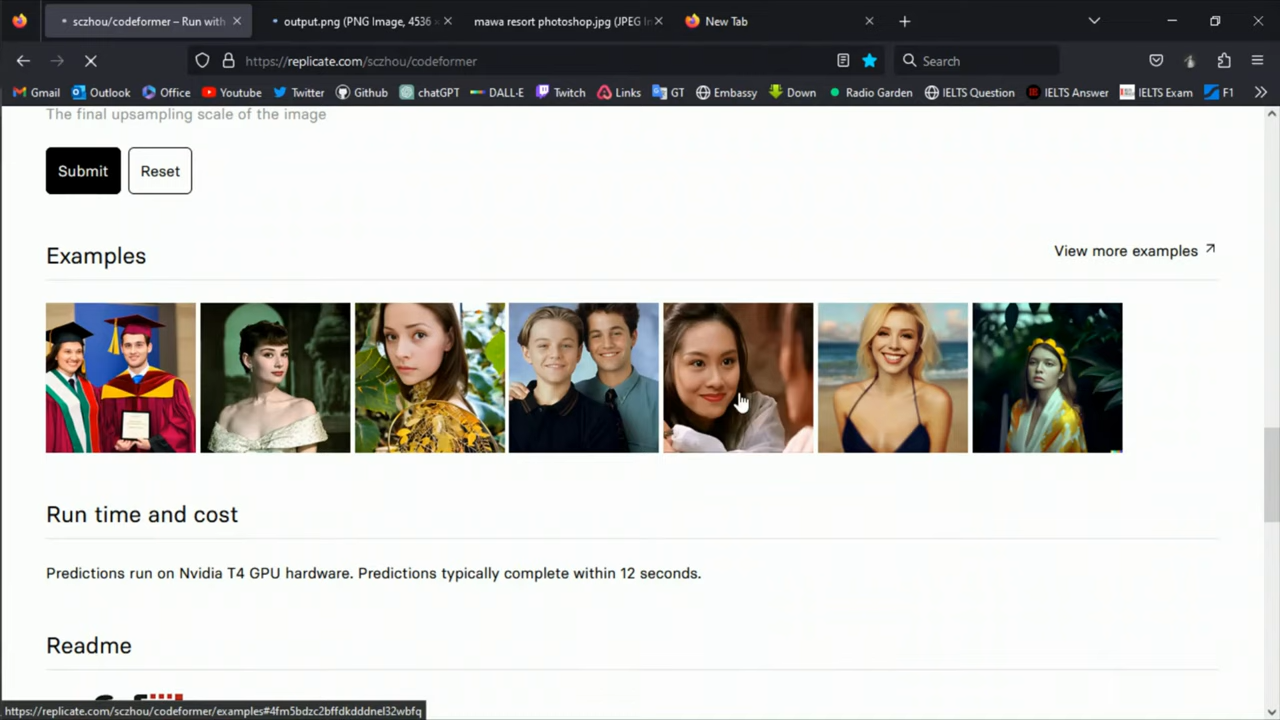 sczhou/codeformer – Run with
output.png (PNG Image, 4536 ×
mawa resort photoshop.jpg (JPEG In
New Tab
https://replicate.com/sczhou/codeformer
Search
Gmail
Outlook
Office
Youtube
Twitter
Github
chatGPT
DALL-E
Twitch
Links
GT
Embassy
Down
Radio Garden
IELTS Question
IELTS Answer
IELTS Exam
F1
The final upsampling scale of the image
Submit
Reset
Examples
View more examples
Run time and cost
Predictions run on Nvidia T4 GPU hardware. Predictions typically complete within 12 seconds.
Readme
https://replicate.com/sczhou/codeformer/examples#4fm5bdzc2bffdkdddnel32wbfq